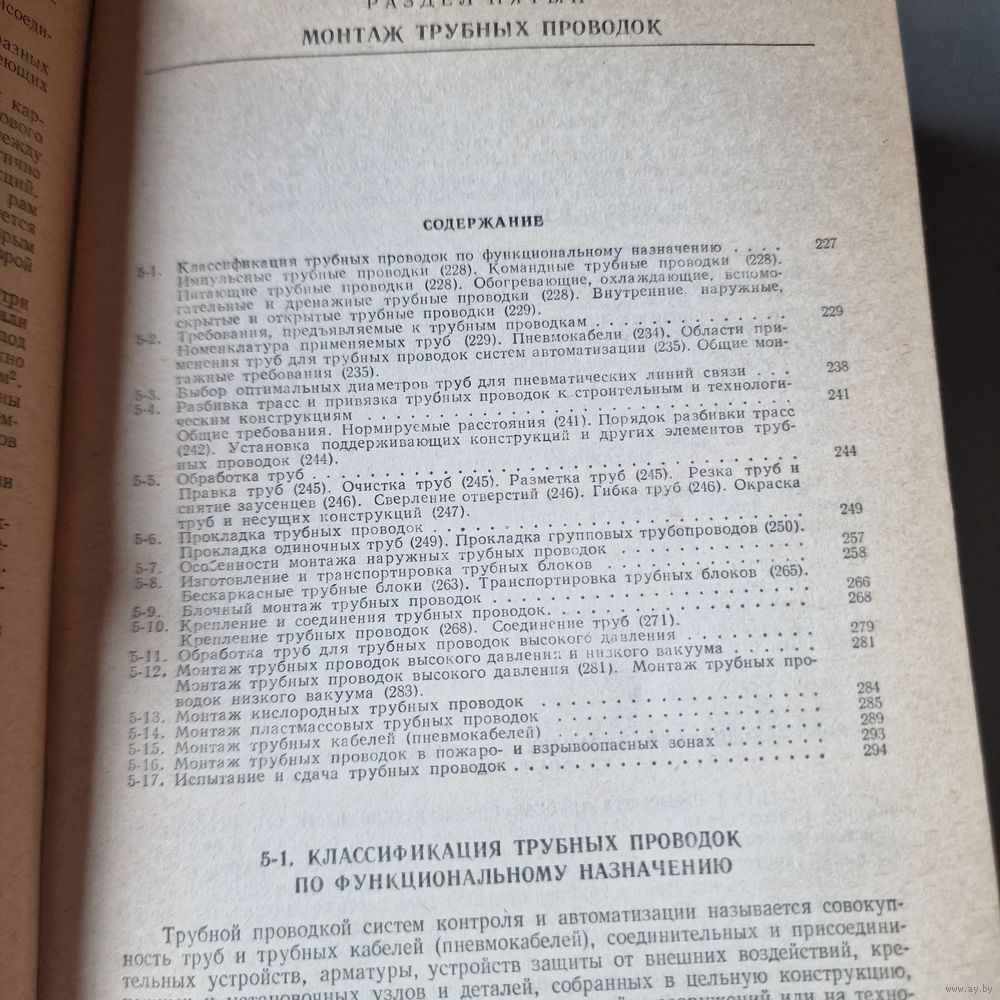 РАЗДЕЛ ПЯТЫЙ
МОНТАЖ ТРУБНЫХ ПРОВОДОК
СОДЕРЖАНИЕ
5-1. Классификация трубных проводок по функциональному назначению . . . . 227
Импульсные трубные проводки (228). Командные трубные проводки (228).
Питающие трубные проводки (228). Обогревающие, охлаждающие, вспомо-
гательные и дренажные трубные проводки (228). Внутренние, наружные,
скрытые и открытые трубные проводки (229).
5-2. Требования, предъявляемые к трубным проводкам . . . . . . . . . . . . 229
Номенклатура применяемых труб (229). Пневмокабели (234). Области при-
менения труб для трубных проводок систем автоматизации (235). Общие мон-
тажные требования (235).
5-3. Выбор оптимальных диаметров труб для пневматических линий связи . . . 238
5-4. Разбивка трасс и привязка трубных проводок к строительным и технологи-
ческим конструкциям . . . . . . . . . . . . . . . . . . . . . . . . 241
Общие требования. Нормируемые расстояния (241). Порядок разбивки трасс
(242). Установка поддерживающих конструкций и других элементов труб-
ных проводок (244).
5-5. Обработка труб . . . . . . . . . . . . . . . . . . . . . . . . . . . 244
Правка труб (245). Очистка труб (245). Разметка труб (245). Резка труб и
снятие заусенцев (246). Сверление отверстий (246). Гибка труб (246). Окраска
труб и несущих конструкций (247).
5-6. Прокладка трубных проводок . . . . . . . . . . . . . . . . . . . . . 249
Прокладка одиночных труб (249). Прокладка групповых трубопроводов (250).
5-7. Особенности монтажа наружных трубных проводок . . . . . . . . . . . 257
5-8. Изготовление и транспортировка трубных блоков . . . . . . . . . . . . 258
Бескаркасные трубные блоки (263). Транспортировка трубных блоков (265).
5-9. Блочный монтаж трубных проводок . . . . . . . . . . . . . . . . . . 266
5-10. Крепление и соединения трубных проводок. . . . . . . . . . . . . . . 268
Крепление трубных проводок (268). Соединение труб (271).
5-11. Обработка труб для трубных проводок высокого давления . . . . . . . . 279
5-12. Монтаж трубных проводок высокого давления и низкого вакуума . . . . . . 281
Монтаж трубных проводок высокого давления (281). Монтаж трубных про-
водок низкого вакуума (283).
5-13. Монтаж кислородных трубных проводок . . . . . . . . . . . . . . . . 284
5-14. Монтаж пластмассовых трубных проводок . . . . . . . . . . . . . . . 285
5-15. Монтаж трубных кабелей (пневмокабелей) . . . . . . . . . . . . . . . 289
5-16. Монтаж трубных проводок в пожаро- и взрывоопасных зонах . . . . . . . 293
5-17. Испытание и сдача трубных проводок . . . . . . . . . . . . . . . . . 294
5-1. КЛАССИФИКАЦИЯ ТРУБНЫХ ПРОВОДОК
ПО ФУНКЦИОНАЛЬНОМУ НАЗНАЧЕНИЮ
Трубной проводкой систем контроля и автоматизации называется совокуп-
ность труб и трубных кабелей (пневмокабелей), соединительных и присоедини-
тельных устройств, арматуры, устройств защиты от внешних воздействий, кре-
и установочных узлов и деталей, собранных в цельную конструкцию,
или на техно-
www.ay.by